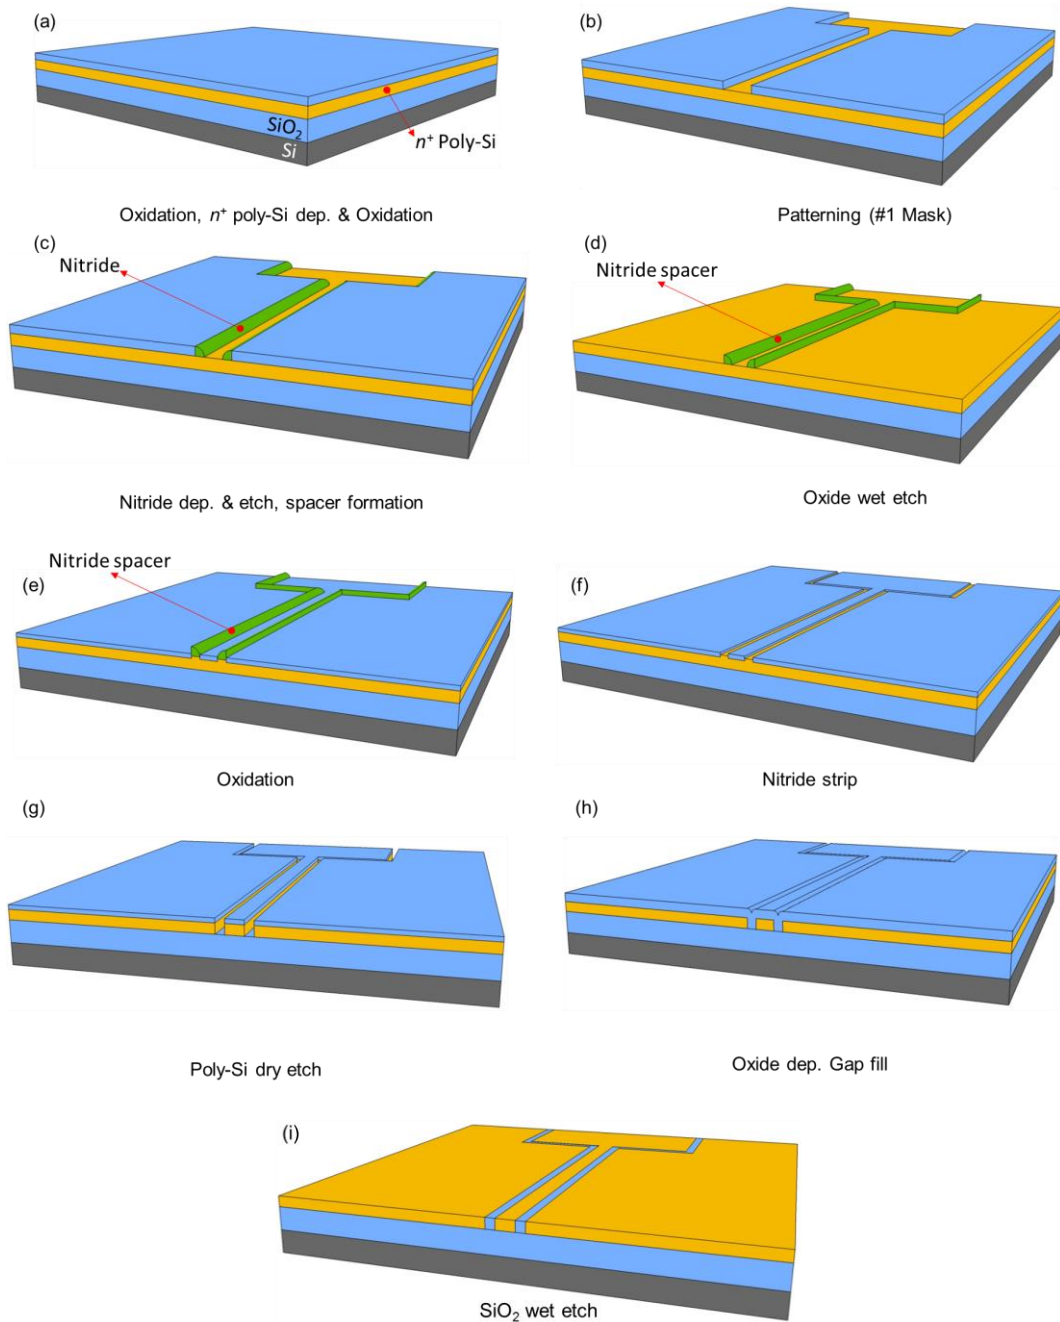 (a)
SiO2
Si
n+ Poly-Si
Oxidation, n+ poly-Si dep. & Oxidation
(b)
Patterning (#1 Mask)
(c)
Nitride
Nitride dep. & etch, spacer formation
(d)
Nitride spacer
Oxide wet etch
(e)
Nitride spacer
Oxidation
(f)
Nitride strip
(g)
Poly-Si dry etch
(h)
Oxide dep. Gap fill
(i)
SiO2 wet etch